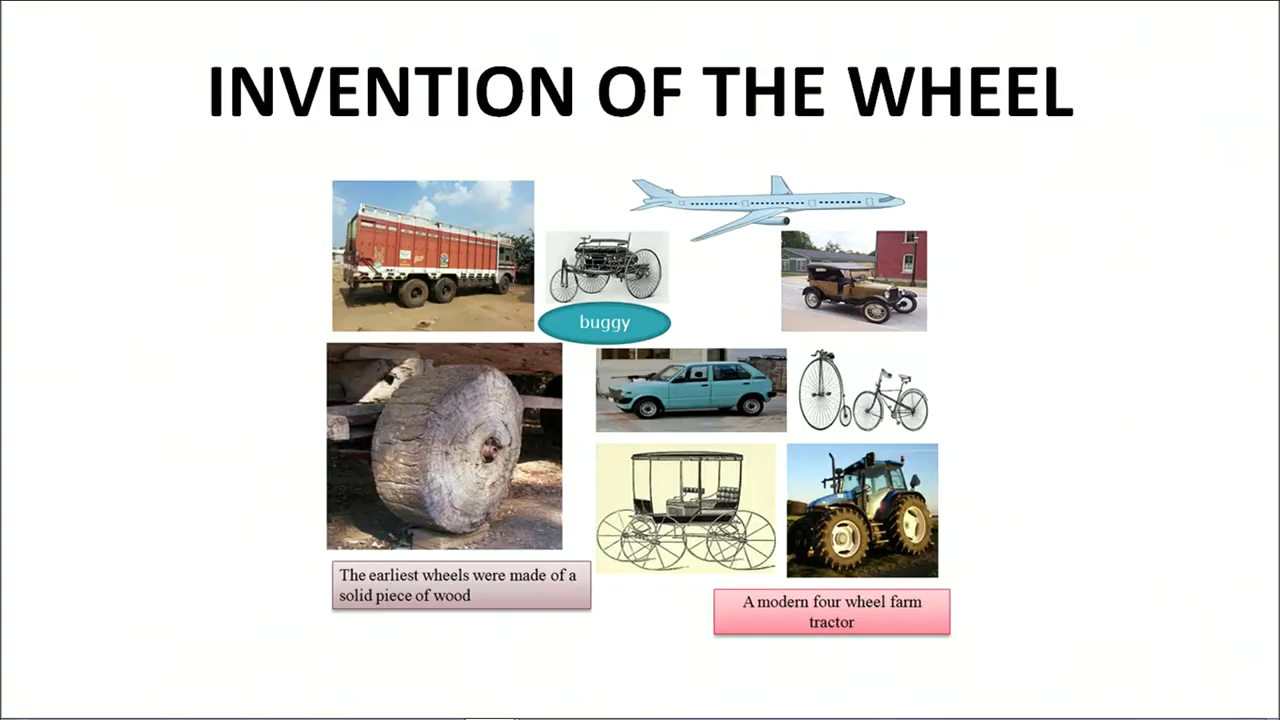 INVENTION OF THE WHEEL
buggy
The earliest wheels were made of a
solid piece of wood
A modern four wheel farm
tractor